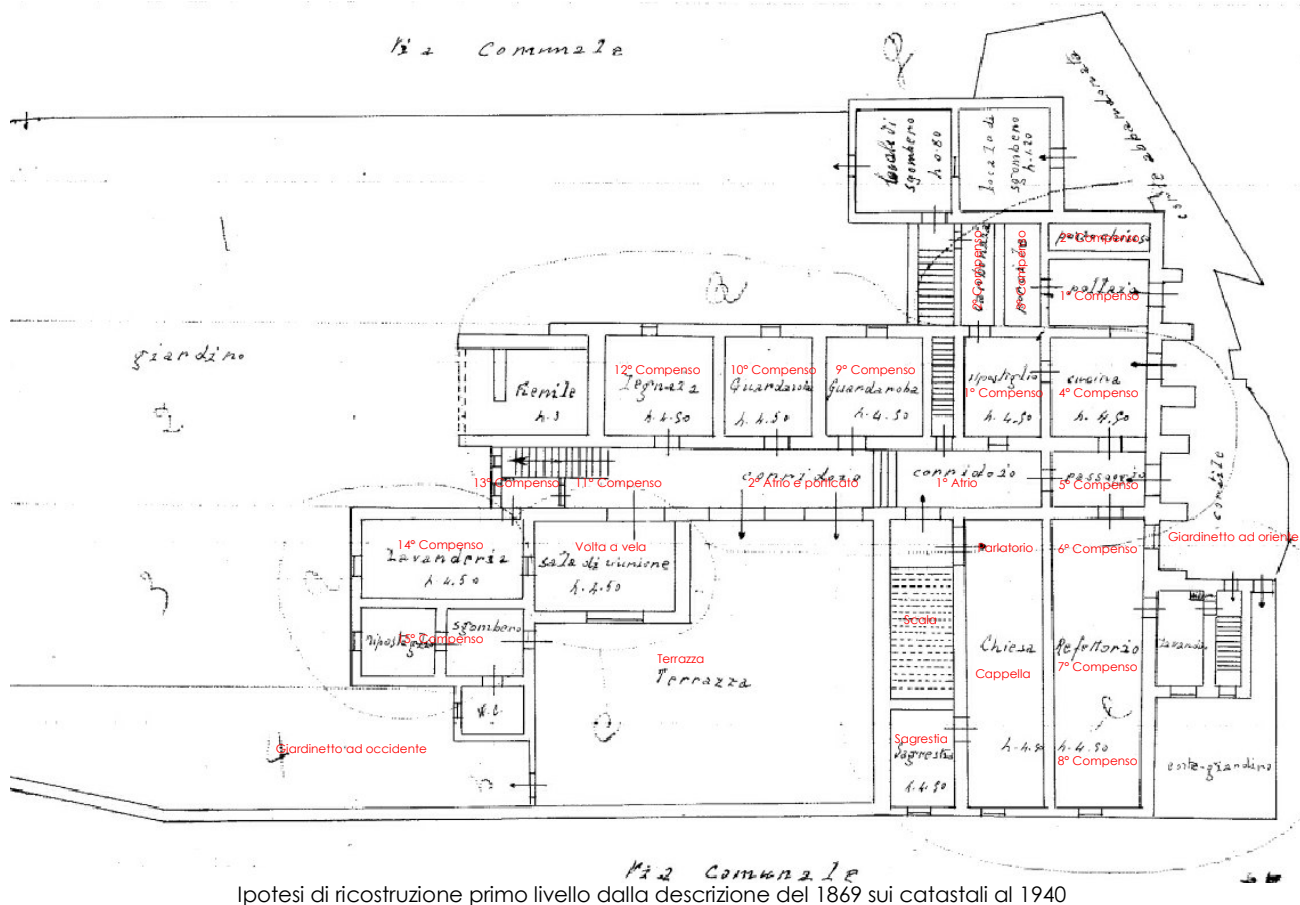 Via Comunale
locale di
sgombero
h 0.80
locale di
sgombero
h-1.20
cortile abbandonato
2° Compenso
3° Compenso
pollaio
1° Compenso
giardino
Fienile
h. 3
12° Compenso
Legnaia
h. 4.50
10° Compenso
Guardaroba
h. 4.50
9° Compenso
Guardaroba
h. 4.50
ripostiglio
1° Compenso
h. 4.50
cucina
4° Compenso
h. 4.50
corridoio
13° Compenso
11° Compenso
2° Atrio e porticato
corridoio
1° Atrio
passaggio
5° Compenso
cortile
14° Compenso
Lavanderia
h 4.50
Volta a vela
sala di riunione
h. 4.50
Parlatorio
6° Compenso
Giardinetto ad oriente
ripostiglio
15° Compenso
sgombero
W.C.
Scala
Terrazza
Terrazza
Chiesa
Cappella
h-4.50
Refettorio
7° Compenso
h-4.50
8° Compenso
Sagrestia
Sagrestia
h. 4.50
Giardinetto ad occidente
corte-giardino
Via Comunale
Ipotesi di ricostruzione primo livello dalla descrizione del 1869 sui catastali al 1940